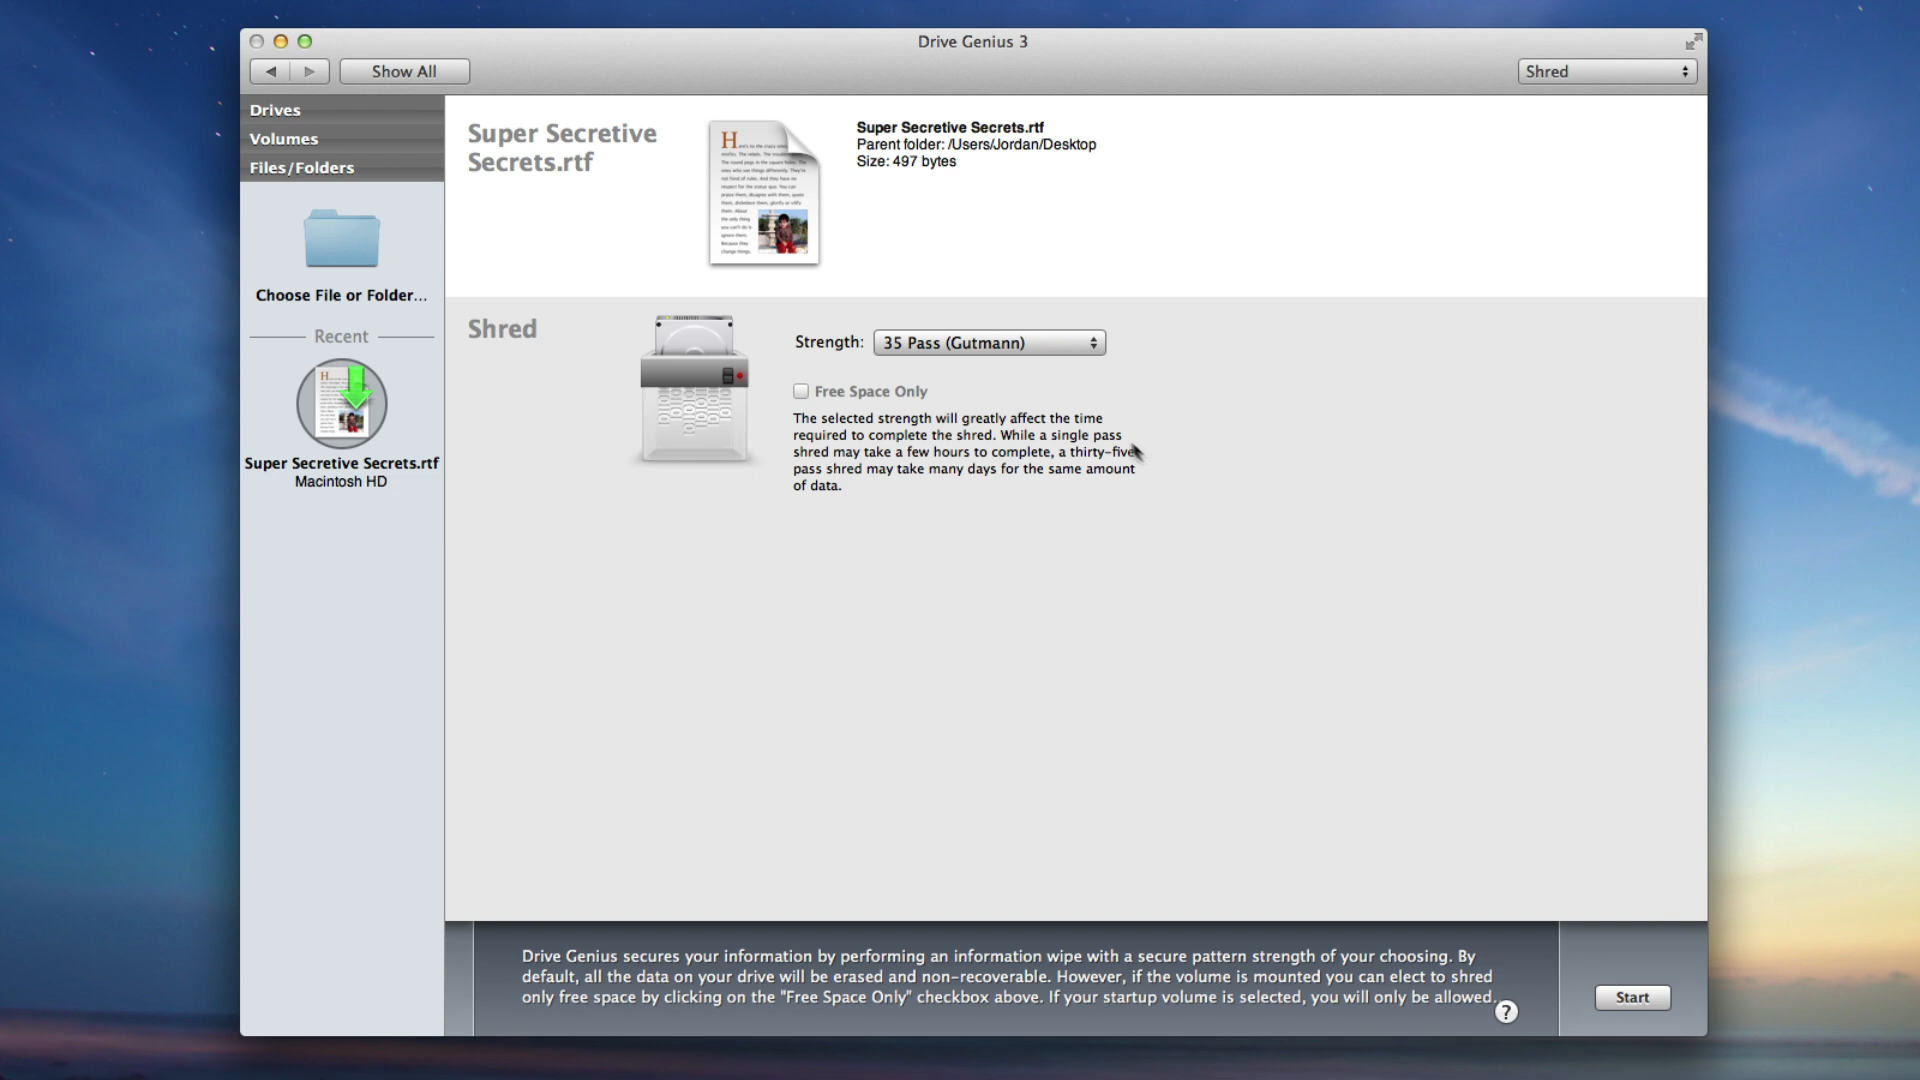 Drive Genius 3
Show All
Shred
Drives
Volumes
Files/Folders
Choose File or Folder...
Recent
Super Secretive Secrets.rtf
Macintosh HD
Super Secretive
Secrets.rtf
Super Secretive Secrets.rtf
Parent folder: /Users/Jordan/Desktop
Size: 497 bytes
Shred
Strength: 35 Pass (Gutmann)
Free Space Only
The selected strength will greatly affect the time
required to complete the shred. While a single pass
shred may take a few hours to complete, a thirty-five
pass shred may take many days for the same amount
of data.
Drive Genius secures your information by performing an information wipe with a secure pattern strength of your choosing. By
default, all the data on your drive will be erased and non-recoverable. However, if the volume is mounted you can elect to shred
only free space by clicking on the "Free Space Only" checkbox above. If your startup volume is selected, you will only be allowed...
?
Start